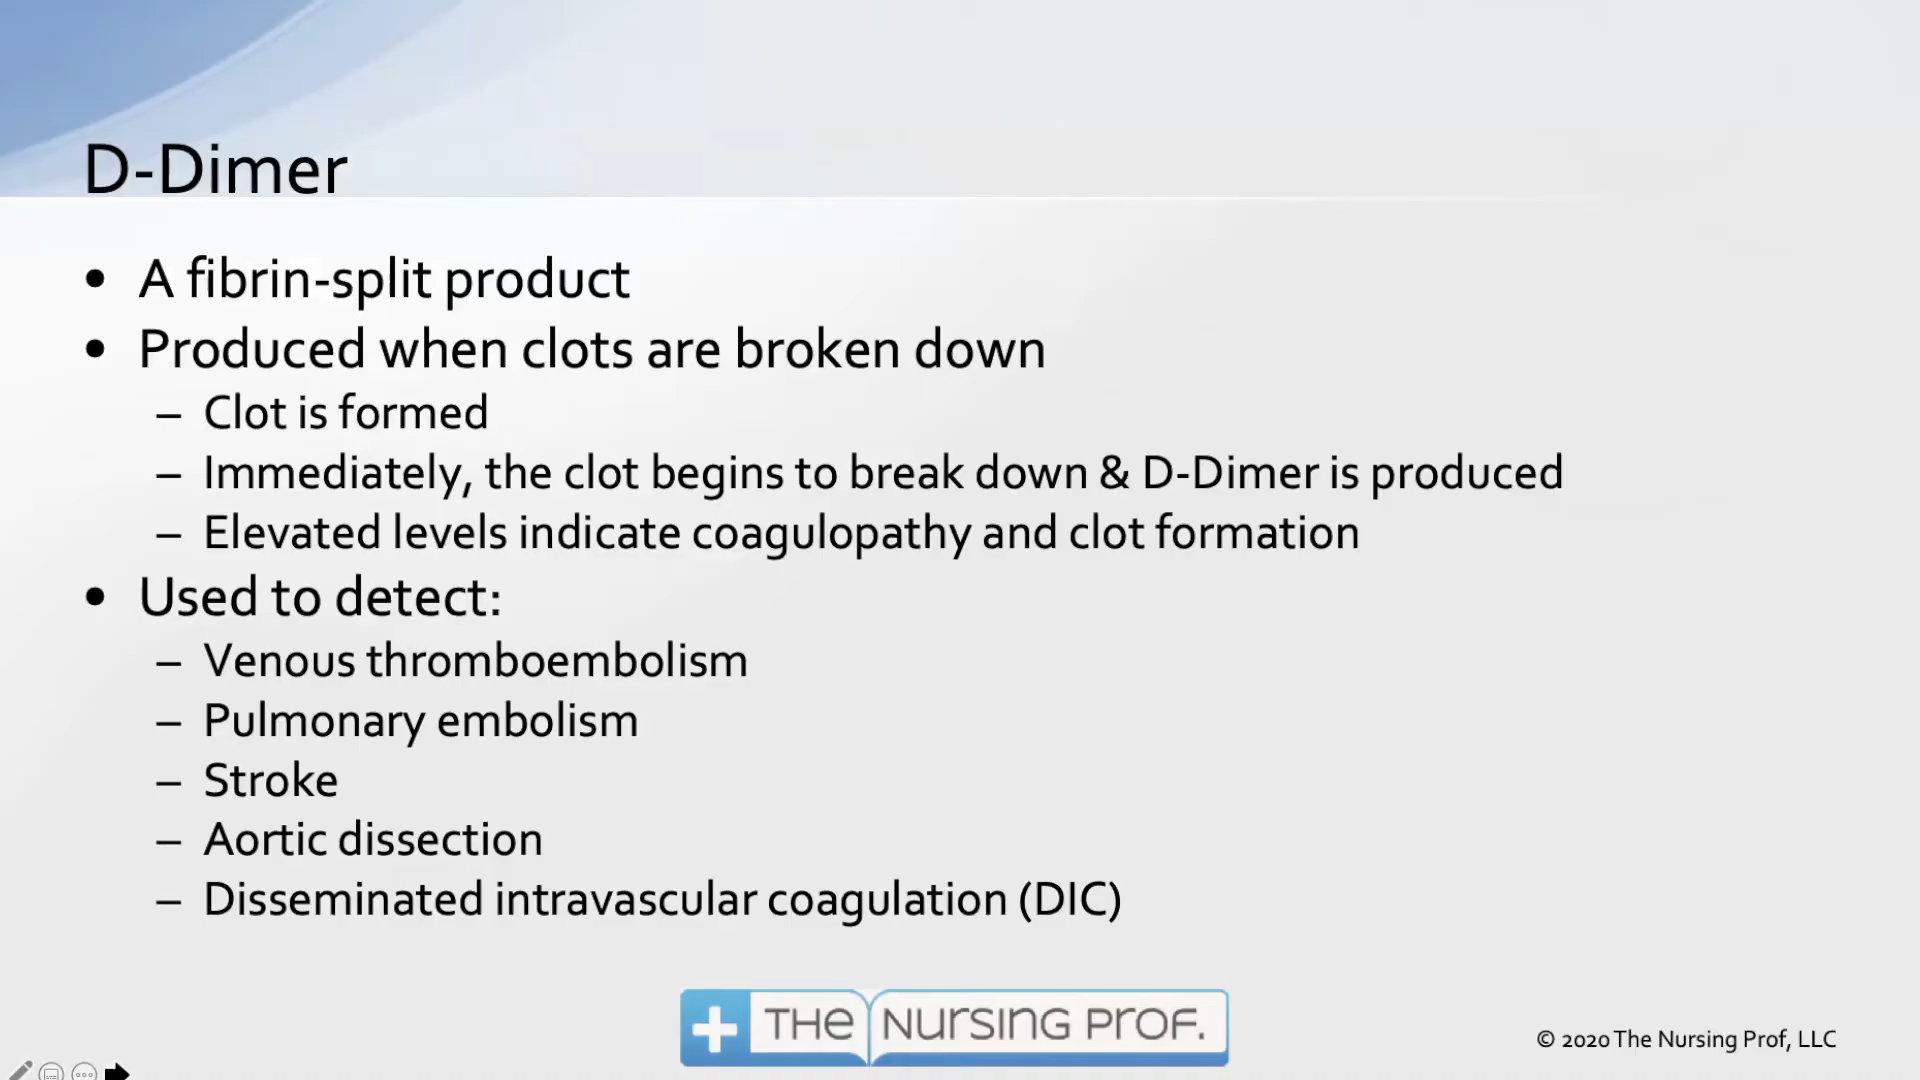 D-Dimer
• A fibrin-split product
• Produced when clots are broken down
– Clot is formed
– Immediately, the clot begins to break down & D-Dimer is produced
– Elevated levels indicate coagulopathy and clot formation
• Used to detect:
– Venous thromboembolism
– Pulmonary embolism
– Stroke
– Aortic dissection
– Disseminated intravascular coagulation (DIC)
THE NURSING PROF.
© 2020 The Nursing Prof, LLC